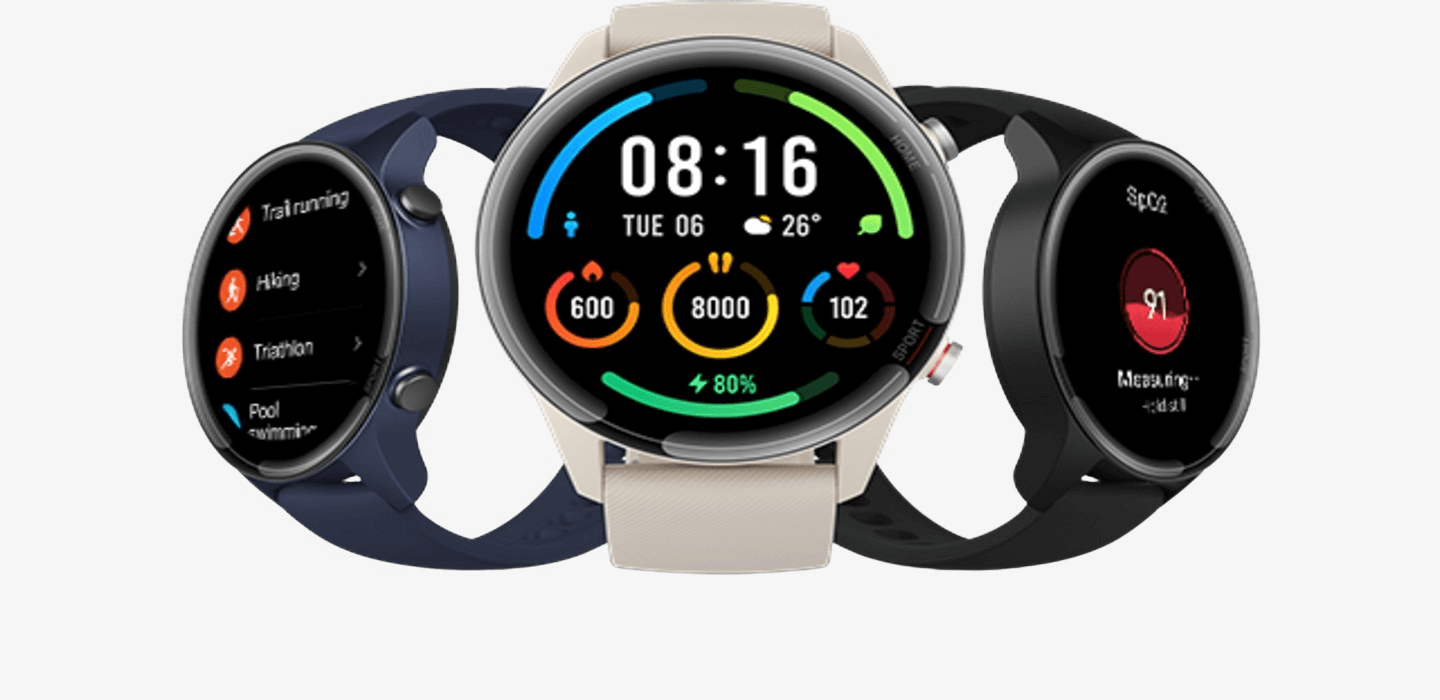 Trail running
Hiking
Triathlon
Pool
swimming
HOME
08:16
TUE 06 26°
600 8000 102
80%
SPORT
SpO2
91
Measuring··
Hold still